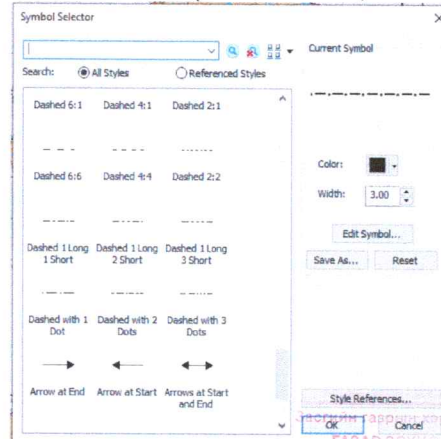 Symbol Selector
Search:
All Styles
Referenced Styles
Dashed 6:1 Dashed 4:1 Dashed 2:1
Dashed 6:6 Dashed 4:4 Dashed 2:2
Dashed 1 Long Dashed 1 Long Dashed 1 Long
1 Short 2 Short 3 Short
Dashed with 1 Dashed with 2 Dashed with 3
Dot Dots Dots
Arrow at End Arrow at Start Arrows at Start
and End
Current Symbol
Color:
Width: 3.00
Edit Symbol...
Save As... Reset
Style References...
OK Cancel